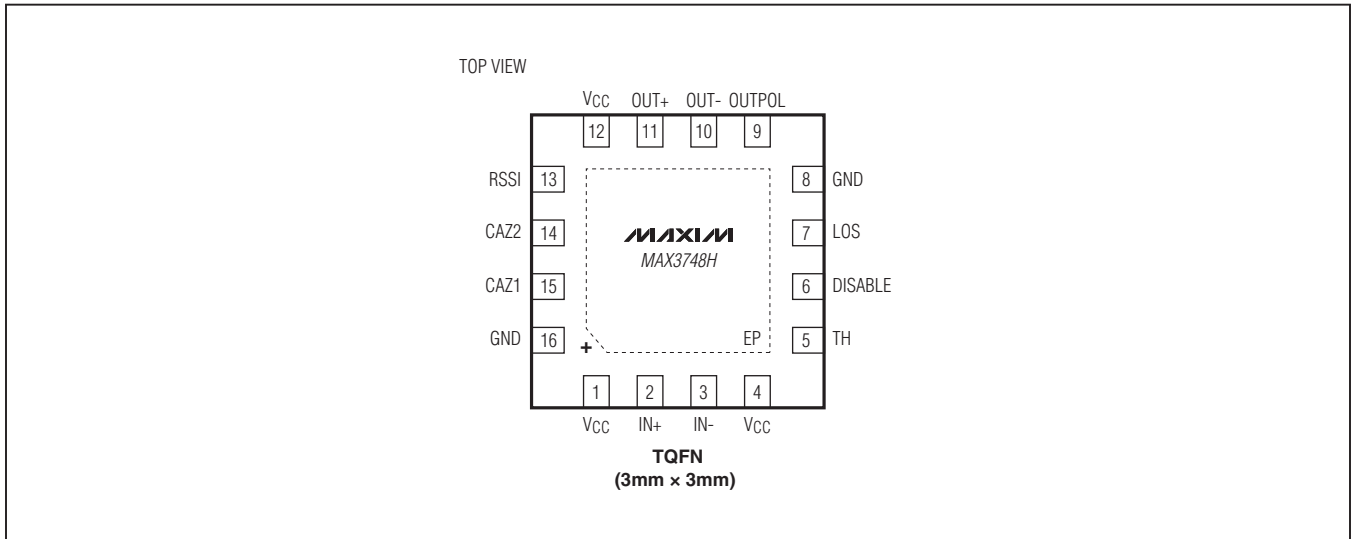 TOP VIEW
VCC OUT+ OUT- OUTPOL
12 11 10 9
RSSI 13 8 GND
CAZ2 14 MAXIM 7 LOS
MAX3748H
CAZ1 15 6 DISABLE
GND 16 + EP 5 TH
1 2 3 4
VCC IN+ IN- VCC
TQFN
(3mm × 3mm)